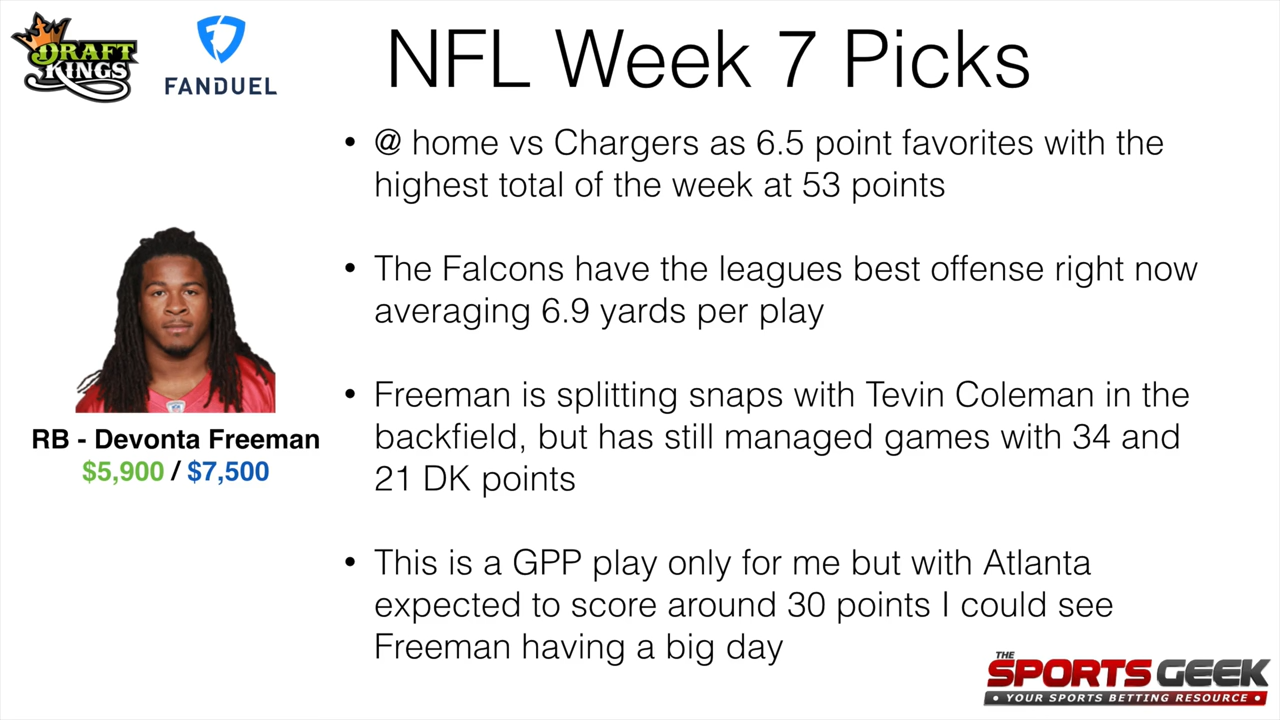 DRAFT
KINGS
FANDUEL
NFL Week 7 Picks
• @ home vs Chargers as 6.5 point favorites with the
highest total of the week at 53 points
• The Falcons have the leagues best offense right now
averaging 6.9 yards per play
• Freeman is splitting snaps with Tevin Coleman in the
backfield, but has still managed games with 34 and
21 DK points
• This is a GPP play only for me but with Atlanta
expected to score around 30 points I could see
Freeman having a big day
RB - Devonta Freeman
$5,900 / $7,500
THE
SPORTS GEEK
• YOUR SPORTS BETTING RESOURCE •